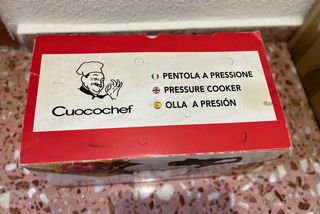 PENTOLA A PRESSIONE
PRESSURE COOKER
OLLA A PRESIÓN
Cuocochef